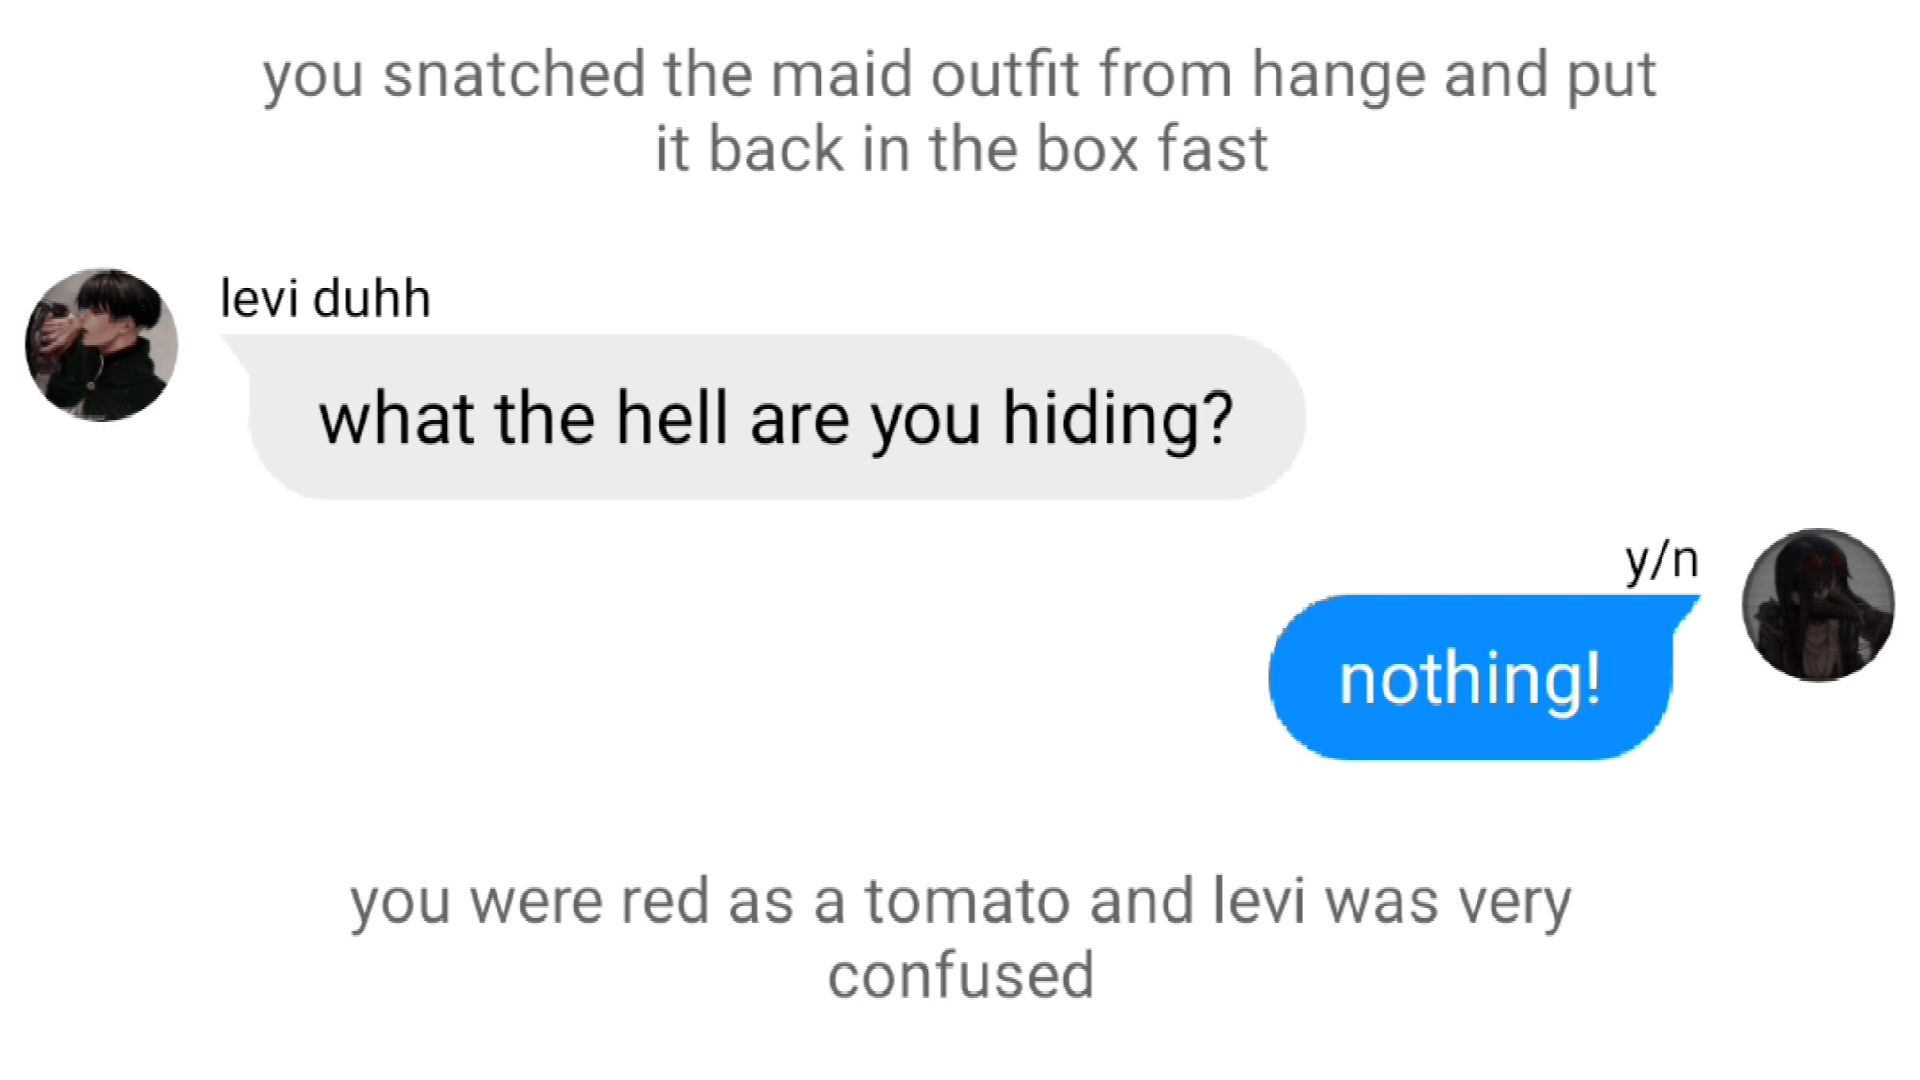 you snatched the maid outfit from hange and put
it back in the box fast
levi duhh
what the hell are you hiding?
y/n
nothing!
you were red as a tomato and levi was very
confused